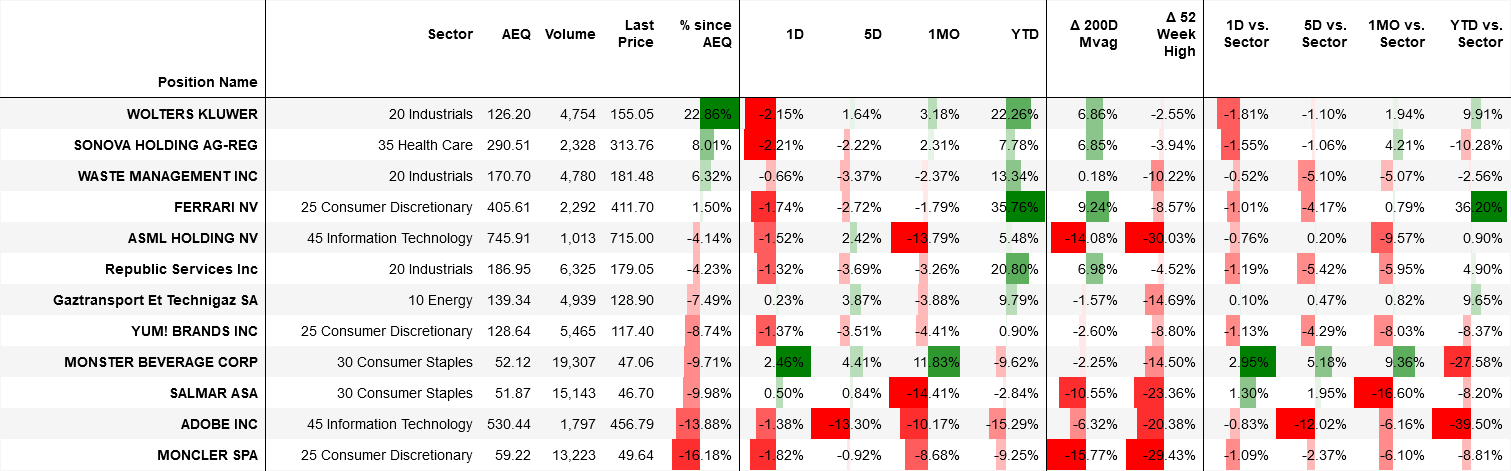 Position Name Sector AEQ Volume Last Price % since AEQ 1D 5D 1MO YTD Δ 200D Mvag Δ 52 Week High 1D vs. Sector 5D vs. Sector 1MO vs. Sector YTD vs. Sector
WOLTERS KLUWER 20 Industrials 126.20 4,754 155.05 22.86% -2.15% 1.64% 3.18% 22.26% 6.86% -2.55% -1.81% -1.10% 1.94% 9.91%
SONOVA HOLDING AG-REG 35 Health Care 290.51 2,328 313.76 8.01% -2.21% -2.22% 2.31% 7.78% 6.85% -3.94% -1.55% -1.06% 4.21% -10.28%
WASTE MANAGEMENT INC 20 Industrials 170.70 4,780 181.48 6.32% -0.66% -3.37% -2.37% 13.34% 0.18% -10.22% -0.52% -5.10% -5.07% -2.56%
FERRARI NV 25 Consumer Discretionary 405.61 2,292 411.70 1.50% -1.74% -2.72% -1.79% 35.76% 9.24% -8.57% -1.01% -4.17% 0.79% 36.20%
ASML HOLDING NV 45 Information Technology 745.91 1,013 715.00 -4.14% -1.52% 2.42% -13.79% 5.48% -14.08% -30.03% -0.76% 0.20% -9.57% 0.90%
Republic Services Inc 20 Industrials 186.95 6,325 179.05 -4.23% -1.32% -3.69% -3.26% 20.80% 6.98% -4.52% -1.19% -5.42% -5.95% 4.90%
Gaztransport Et Technigaz SA 10 Energy 139.34 4,939 128.90 -7.49% 0.23% 3.87% -3.88% 9.79% -1.57% -14.69% 0.10% 0.47% 0.82% 9.65%
YUM! BRANDS INC 25 Consumer Discretionary 128.64 5,465 117.40 -8.74% -1.37% -3.51% -4.41% 0.90% -2.60% -8.80% -1.13% -4.29% -8.03% -8.37%
MONSTER BEVERAGE CORP 30 Consumer Staples 52.12 19,307 47.06 -9.71% 2.46% 4.41% 11.83% -9.62% -2.25% -14.50% 2.95% 5.18% 9.36% -27.58%
SALMAR ASA 30 Consumer Staples 51.87 15,143 46.70 -9.98% 0.50% 0.84% -14.41% -2.84% -10.55% -23.36% 1.30% 1.95% -16.60% -8.20%
ADOBE INC 45 Information Technology 530.44 1,797 456.79 -13.88% -1.38% -13.30% -10.17% -15.29% -6.32% -20.38% -0.83% -12.02% -6.16% -39.50%
MONCLER SPA 25 Consumer Discretionary 59.22 13,223 49.64 -16.18% -1.82% -0.92% -8.68% -9.25% -15.77% -29.43% -1.09% -2.37% -6.10% -8.81%